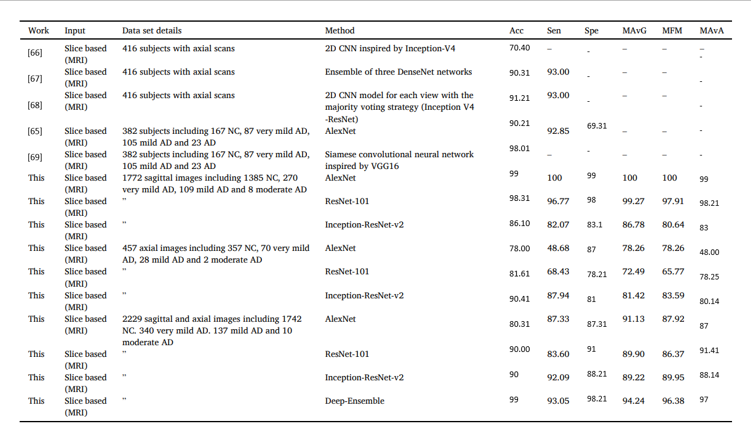 Work Input Data set details Method Acc Sen Spe MAvG MFM MAvA
[66] Slice based 416 subjects with axial scans 2D CNN inspired by Inception-V4 70.40 – - – – –
(MRI) -
[67] Slice based 416 subjects with axial scans Ensemble of three DenseNet networks 90.31 93.00 - – – -
(MRI)
[68] Slice based 416 subjects with axial scans 2D CNN model for each view with the 91.21 93.00 - – – -
(MRI) majority voting strategy (Inception V4
-ResNet)
[65] Slice based 382 subjects including 167 NC, 87 very mild AD, AlexNet 90.21 92.85 69.31 – – -
(MRI) 105 mild AD and 23 AD
[69] Slice based 382 subjects including 167 NC, 87 very mild AD, Siamese convolutional neural network 98.01 – - – – -
(MRI) 105 mild AD and 23 AD inspired by VGG16
This Slice based 1772 sagittal images including 1385 NC, 270 AlexNet 99 100 99 100 100 99
(MRI) very mild AD, 109 mild AD and 8 moderate AD
This Slice based " ResNet-101 98.31 96.77 98 99.27 97.91 98.21
(MRI)
This Slice based " Inception-ResNet-v2 86.10 82.07 83.1 86.78 80.64 83
(MRI)
This Slice based 457 axial images including 357 NC, 70 very mild AlexNet 78.00 48.68 87 78.26 78.26 48.00
(MRI) AD, 28 mild AD and 2 moderate AD
This Slice based " ResNet-101 81.61 68.43 78.21 72.49 65.77 78.25
(MRI)
This Slice based " Inception-ResNet-v2 90.41 87.94 81 81.42 83.59 80.14
(MRI)
This Slice based 2229 sagittal and axial images including 1742 AlexNet 80.31 87.33 87.31 91.13 87.92 87
(MRI) NC. 340 very mild AD. 137 mild AD and 10
moderate AD
This Slice based " ResNet-101 90.00 83.60 91 89.90 86.37 91.41
(MRI)
This Slice based " Inception-ResNet-v2 90 92.09 88.21 89.22 89.95 88.14
(MRI)
This Slice based " Deep-Ensemble 99 93.05 98.21 94.24 96.38 97
(MRI)